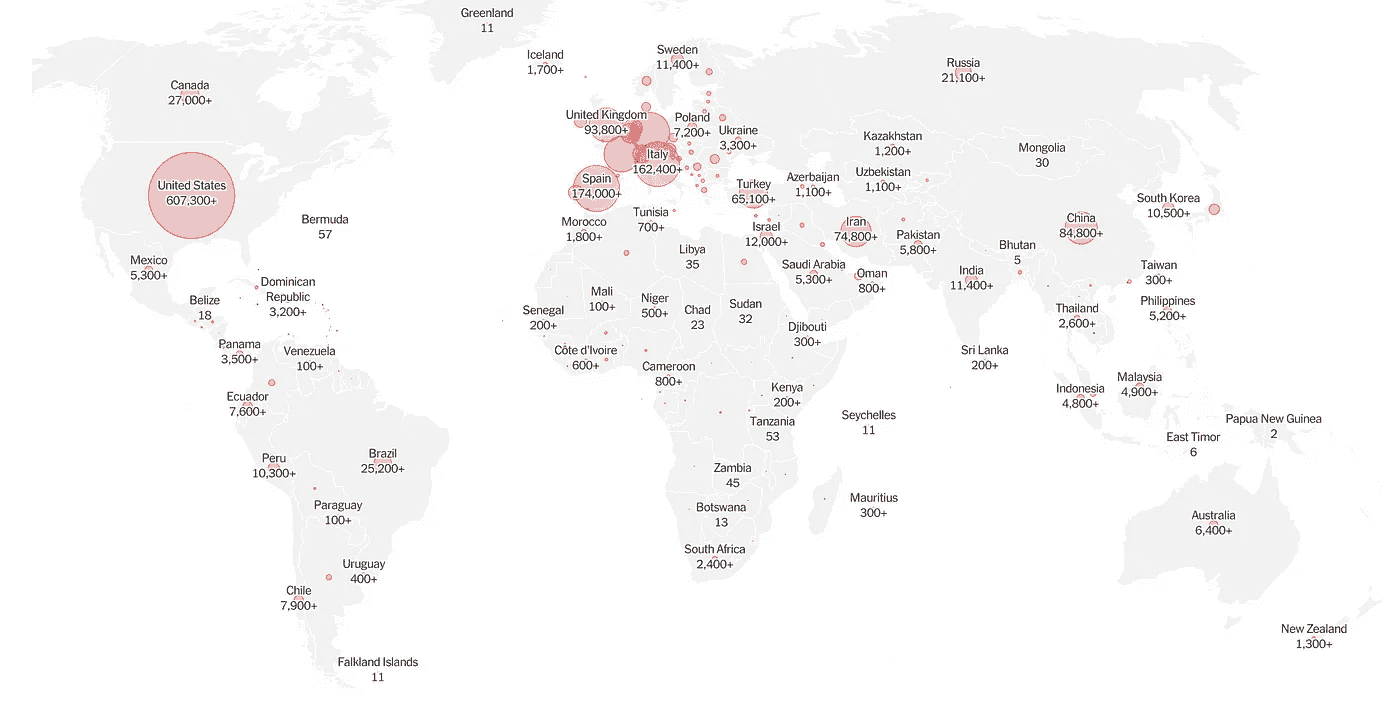 Greenland
11
Iceland
1,700+
Sweden
11,400+
Russia
21,100+
Canada
27,000+
United Kingdom
93,800+
Poland
7,200+
Ukraine
3,300+
Kazakhstan
1,200+
Mongolia
30
Italy
162,400+
Uzbekistan
1,100+
Azerbaijan
1,100+
United States
607,300+
Spain
174,000+
Turkey
65,100+
South Korea
10,500+
Bermuda
57
Morocco
1,800+
Tunisia
700+
Israel
12,000+
Iran
74,800+
China
84,800+
Pakistan
5,800+
Bhutan
5
Libya
35
Mexico
5,300+
Saudi Arabia
5,300+
Oman
800+
India
11,400+
Taiwan
300+
Dominican
Republic
3,200+
Belize
18
Mali
100+
Niger
500+
Chad
23
Sudan
32
Senegal
200+
Djibouti
300+
Thailand
2,600+
Philippines
5,200+
Panama
3,500+
Venezuela
100+
Côte d'Ivoire
600+
Cameroon
800+
Sri Lanka
200+
Kenya
200+
Malaysia
4,900+
Indonesia
4,800+
Ecuador
7,600+
Tanzania
53
Seychelles
11
Papua New Guinea
2
East Timor
6
Peru
10,300+
Brazil
25,200+
Zambia
45
Mauritius
300+
Paraguay
100+
Botswana
13
Australia
6,400+
South Africa
2,400+
Uruguay
400+
Chile
7,900+
New Zealand
1,300+
Falkland Islands
11